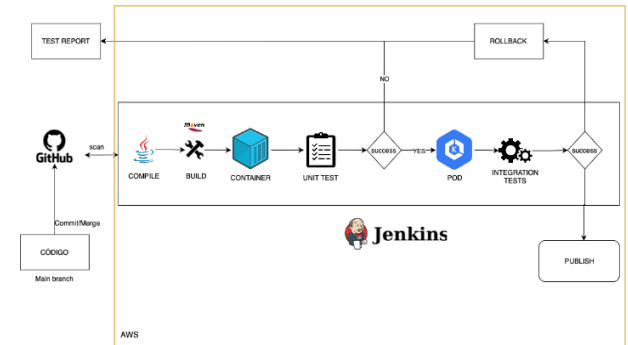 TEST REPORT
ROLLBACK
NO
Maven
GitHub
scan
COMPILE
BUILD
CONTAINER
UNIT TEST
SUCCESS
YES
POD
INTEGRATION
TESTS
SUCCESS
Commit/Merge
CÓDIGO
Main branch
Jenkins
PUBLISH
AWS